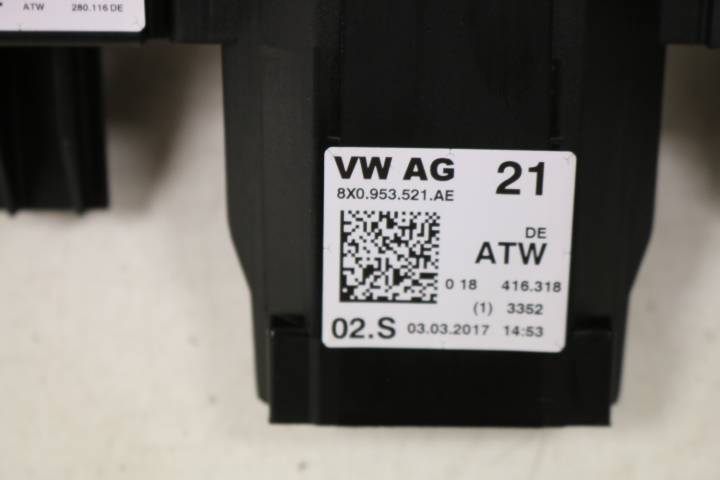 ATW 280.116 DE
VW AG 21
8X0.953.521.AE
DE
ATW
0 18 416.318
(1) 3352
02.S 03.03.2017 14:53